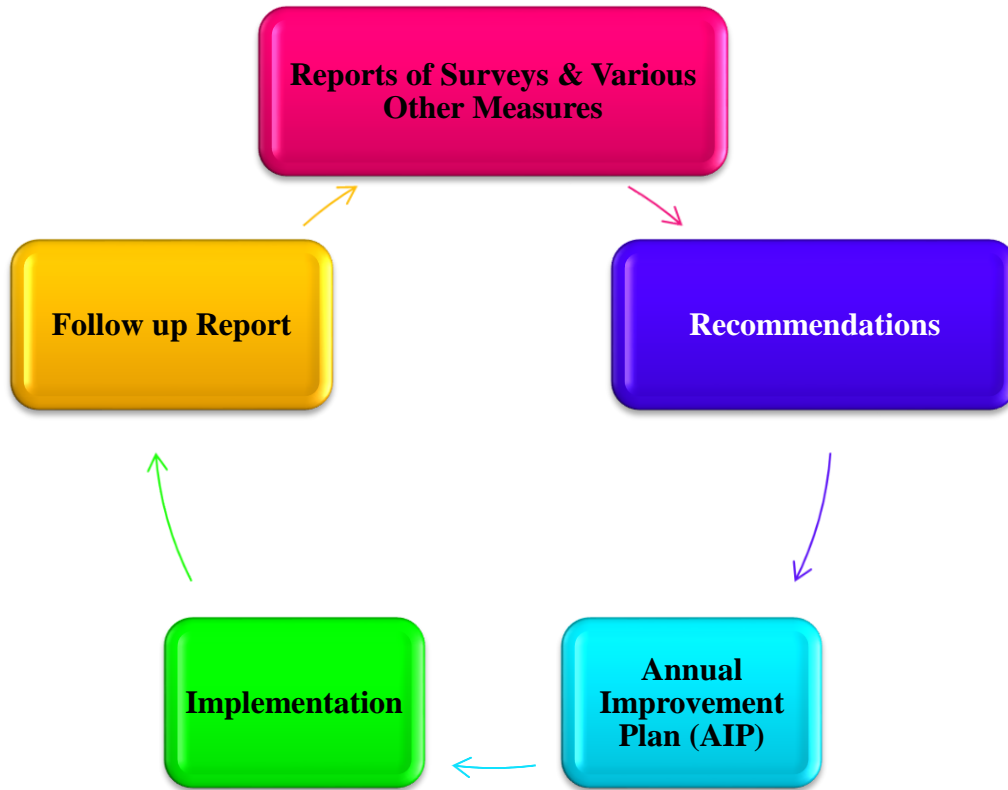 Reports of Surveys & Various
Other Measures
Follow up Report
Recommendations
Implementation
Annual
Improvement
Plan (AIP)